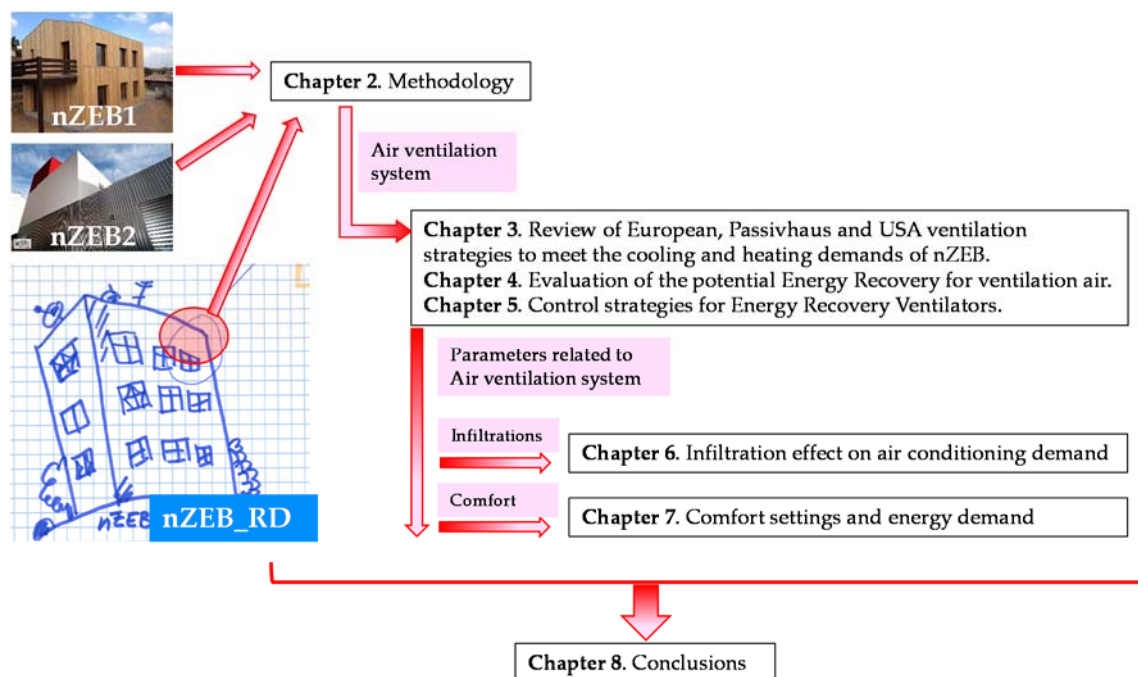 nZEB1
Chapter 2. Methodology
nZEB2
Air ventilation
system
Chapter 3. Review of European, Passivhaus and USA ventilation
strategies to meet the cooling and heating demands of nZEB.
Chapter 4. Evaluation of the potential Energy Recovery for ventilation air.
Chapter 5. Control strategies for Energy Recovery Ventilators.
Parameters related to
Air ventilation system
Infiltrations
Chapter 6. Infiltration effect on air conditioning demand
Comfort
Chapter 7. Comfort settings and energy demand
nZEB
nZEB_RD
Chapter 8. Conclusions